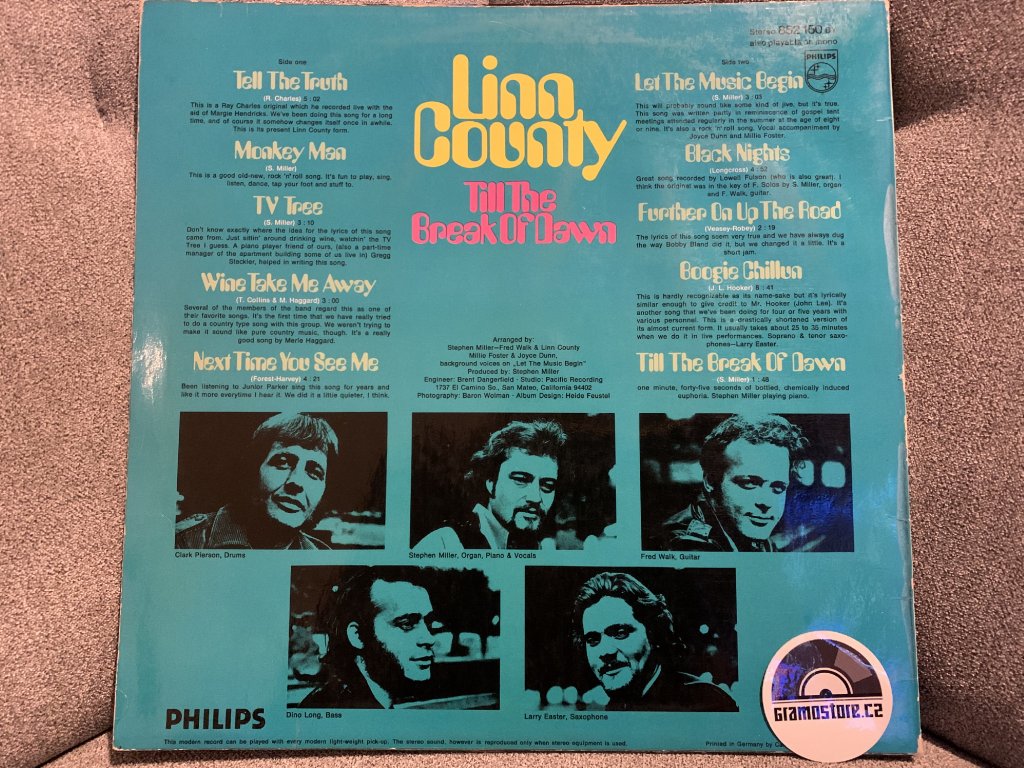 Stereo 852 150 BY
also playable on mono
PHILIPS
Linn
County
Till The
Break Of Dawn
Side one
Tell The Truth
(R. Charles) 5:02
This is a Ray Charles original which he recorded live with the
aid of Margie Hendricks. We've been doing this song for a long
time, and of course it somehow changes itself once in awhile.
This is its present Linn County form.
Monkey Man
(S. Miller)
This is a good old-new, rock 'n' roll song. It's fun to play, sing,
listen, dance, tap your foot and stuff to.
TV Tree
(S. Miller) 3:10
Don't know exactly where the idea for the lyrics of this song
came from. Just sittin' around drinking wine, watchin' the TV
Tree I guess. A piano player friend of ours, (also a part-time
manager of the apartment building some of us live in) Gregg
Steckler, helped in writing this song.
Wine Take Me Away
(T. Collins & M. Haggard) 3:00
Several of the members of the band regard this as one of
their favorite songs. It's the first time that we have really tried
to do a country type song with this group. We weren't trying to
make it sound like pure country music, though. It's a really
good song by Merle Haggard.
Next Time You See Me
(Forest-Harvey) 4:21
Been listening to Junior Parker sing this song for years and
like it more everytime I hear it. We did it a little quieter, I think.
Side two
Let The Music Begin
(S. Miller) 3:03
This will probably sound like some kind of jive, but it's true.
This song was written partly in reminiscence of gospel tent
meetings attended regularly in the summer at the age of eight
or nine. It's also a rock 'n' roll song. Vocal accompaniment by
Joyce Dunn and Millie Foster.
Black Nights
(Longcross) 4:52
Great song recorded by Lowell Fulson (who is also great). I
think the original was in the key of F. Solos by S. Miller, organ
and F. Walk, guitar.
Further On Up The Road
(Veasey-Robey) 2:19
The lyrics of this song seem very true and we have always dug
the way Bobby Bland did it, but we changed it a little. It's a
short jam.
Boogie Chillun
(J. L. Hooker) 8:41
This is hardly recognizable as its name-sake but it's lyrically
similar enough to give credit to Mr. Hooker (John Lee). It's
another song that we've been doing for four or five years with
various personnel. This is a drastically shortened version of
its almost current form. It usually takes about 25 to 35 minutes
when we do it in live performances. Soprano & tenor saxo-
phones—Larry Easter.
Till The Break Of Dawn
(S. Miller) 1:48
one minute, forty-five seconds of bottled, chemically induced
euphoria. Stephen Miller playing piano.
Arranged by:
Stephen Miller—Fred Walk & Linn County
Millie Foster & Joyce Dunn,
background voices on „Let The Music Begin"
Produced by: Stephen Miller
Engineer: Brent Dangerfield - Studio: Pacific Recording
1737 El Camino So., San Mateo, California 94402
Photography: Baron Wolman - Album Design: Heide Feustel
Clark Pierson, Drums
Stephen Miller, Organ, Piano & Vocals
Fred Walk, Guitar
Dino Long, Bass
Larry Easter, Saxophone
PHILIPS
GramoStore.cz
This modern record can be played with every modern light-weight pick-up. The stereo sound, however is reproduced only when stereo equipment is used.
Printed in Germany by